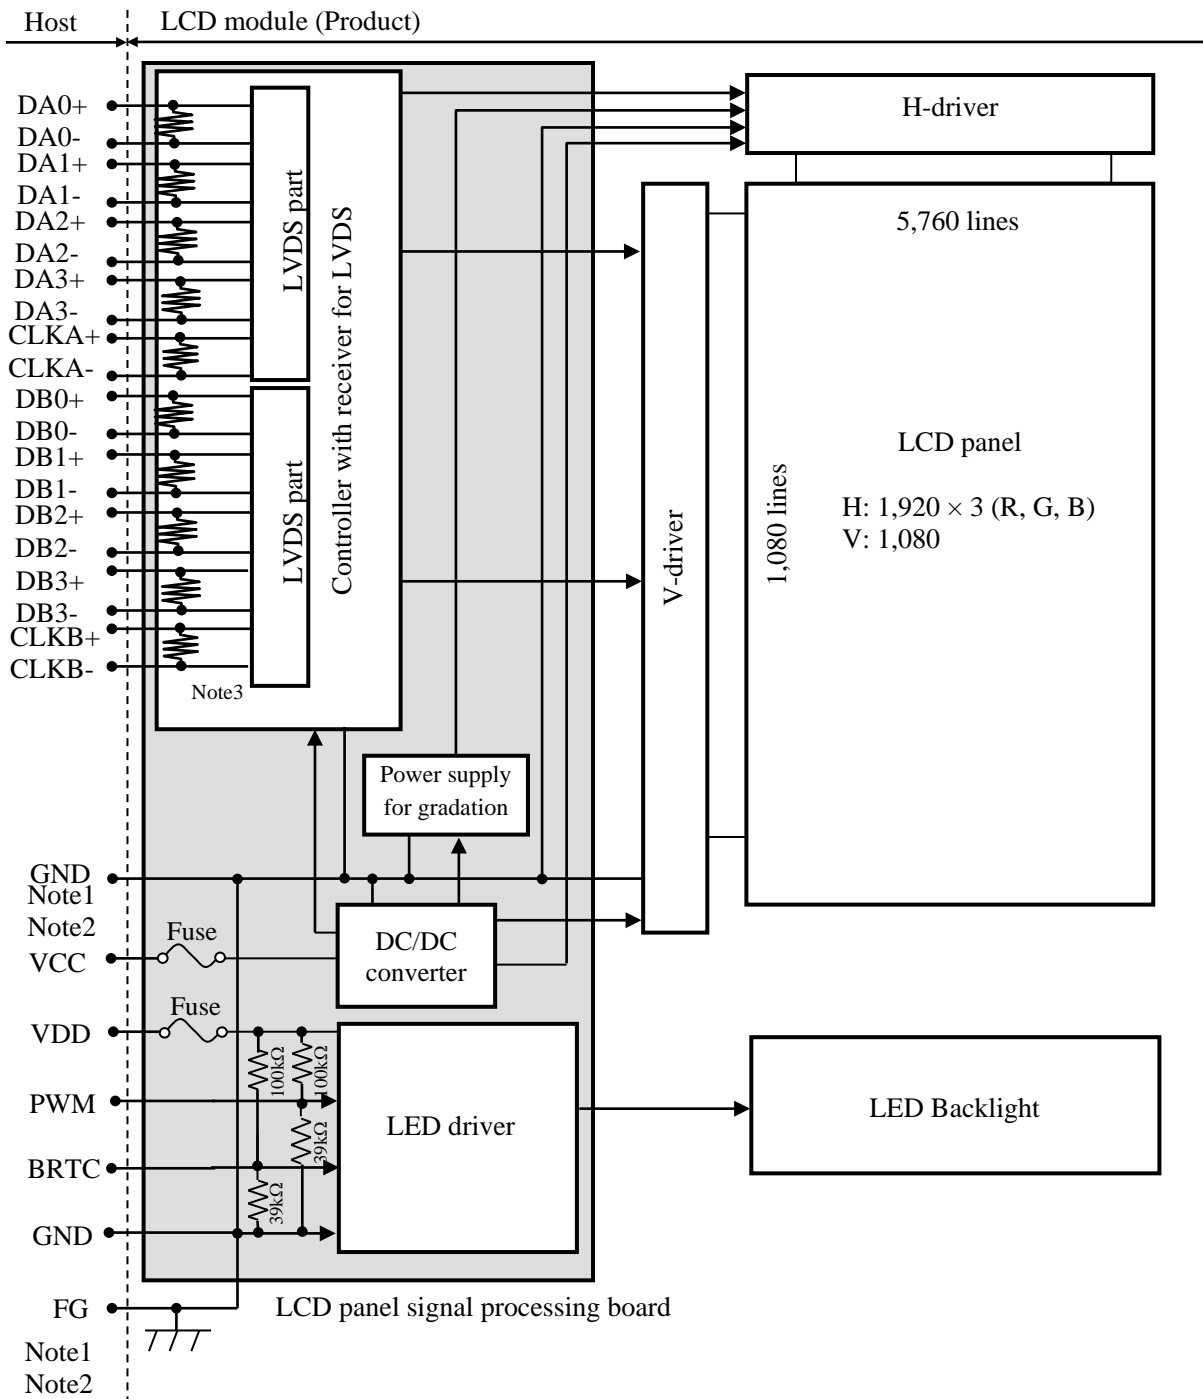 Host
LCD module (Product)
DA0+
DA0-
DA1+
DA1-
DA2+
DA2-
DA3+
DA3-
CLKA+
CLKA-
DB0+
DB0-
DB1+
DB1-
DB2+
DB2-
DB3+
DB3-
CLKB+
CLKB-
LVDS part
LVDS part
Controller with receiver for LVDS
Note3
H-driver
5,760 lines
1,080 lines
LCD panel
H: 1,920 × 3 (R, G, B)
V: 1,080
V-driver
Power supply
for gradation
GND
Note1
Note2
VCC
Fuse
DC/DC
converter
VDD
Fuse
100kΩ
100kΩ
PWM
39kΩ
BRTC
39kΩ
GND
LED driver
LED Backlight
FG
LCD panel signal processing board
Note1
Note2